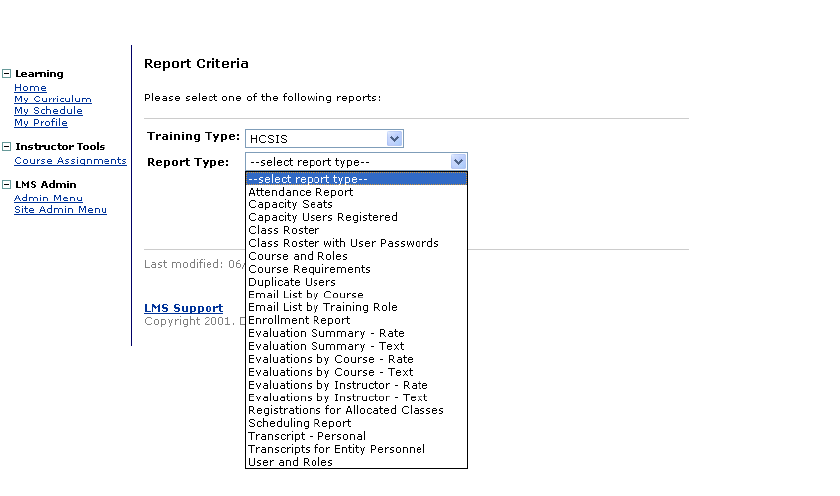 Report Criteria
Learning
Home
My Curriculum
My Schedule
My Profile
Instructor Tools
Course Assignments
LMS Admin
Admin Menu
Site Admin Menu
Please select one of the following reports:
Training Type: HCSIS
Report Type: --select report type--
--select report type--
Attendance Report
Capacity Seats
Capacity Users Registered
Class Roster
Class Roster with User Passwords
Course and Roles
Course Requirements
Duplicate Users
Email List by Course
Email List by Training Role
Enrollment Report
Evaluation Summary - Rate
Evaluation Summary - Text
Evaluations by Course - Rate
Evaluations by Course - Text
Evaluations by Instructor - Rate
Evaluations by Instructor - Text
Registrations for Allocated Classes
Scheduling Report
Transcript - Personal
Transcripts for Entity Personnel
User and Roles
Last modified: 06/
LMS Support
Copyright 2001.